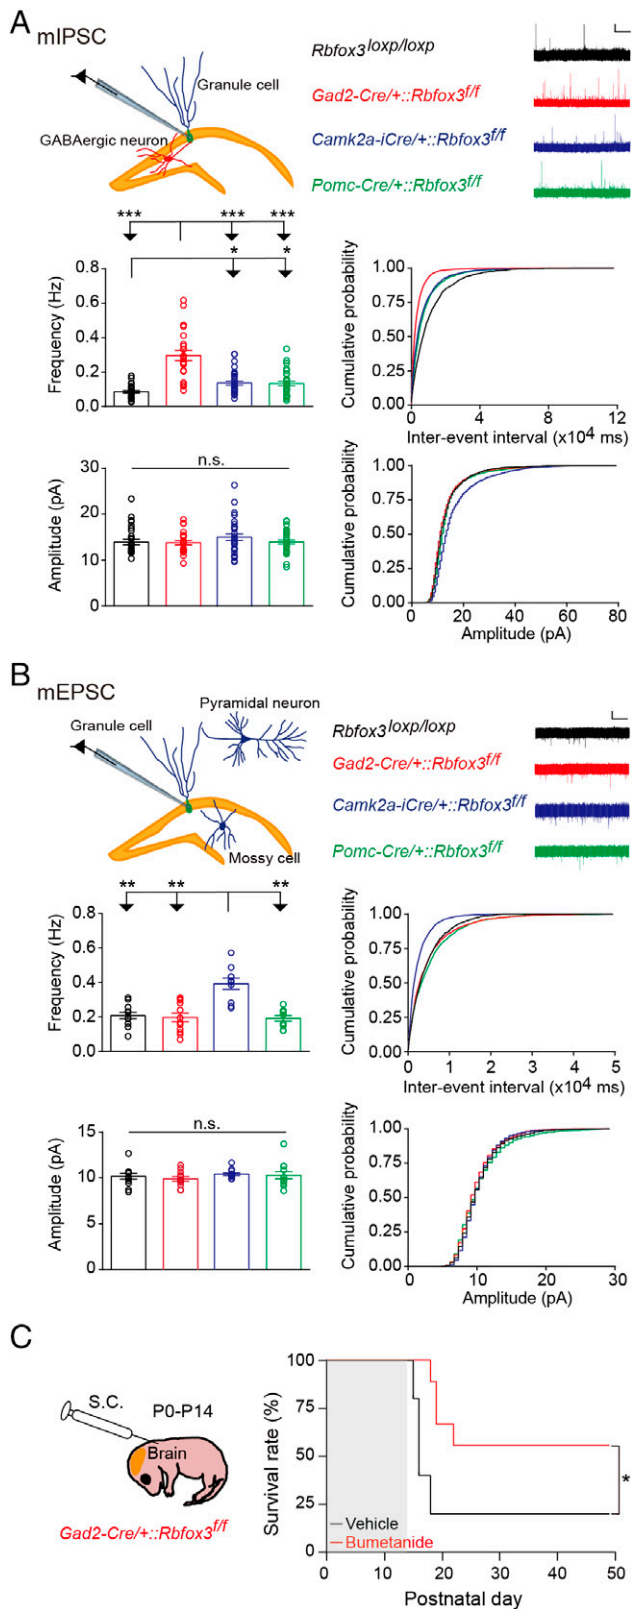 A
mIPSC
Granule cell
GABAergic neuron
Rbfox3loxp/loxp
Gad2-Cre/+::Rbfox3f/f
Camk2a-iCre/+::Rbfox3f/f
Pomc-Cre/+::Rbfox3f/f
*** *** ***
* *
Frequency (Hz)
0.8
0.6
0.4
0.2
0.0
Cumulative probability
1.00
0.75
0.50
0.25
0.00
0 4 8 12
Inter-event interval (x104 ms)
n.s.
Amplitude (pA)
30
20
10
0
Cumulative probability
1.00
0.75
0.50
0.25
0.00
0 20 40 60 80
Amplitude (pA)
B
mEPSC
Pyramidal neuron
Granule cell
Mossy cell
Rbfox3loxp/loxp
Gad2-Cre/+::Rbfox3f/f
Camk2a-iCre/+::Rbfox3f/f
Pomc-Cre/+::Rbfox3f/f
** ** **
Frequency (Hz)
0.8
0.6
0.4
0.2
0.0
Cumulative probability
1.00
0.75
0.50
0.25
0.00
0 1 2 3 4 5
Inter-event interval (x104 ms)
n.s.
Amplitude (pA)
15
10
5
0
Cumulative probability
1.00
0.75
0.50
0.25
0.00
0 10 20 30
Amplitude (pA)
C
S.C.
P0-P14
Brain
Gad2-Cre/+::Rbfox3f/f
Survival rate (%)
100
75
50
25
0
*
Vehicle
Bumetanide
0 10 20 30 40 50
Postnatal day